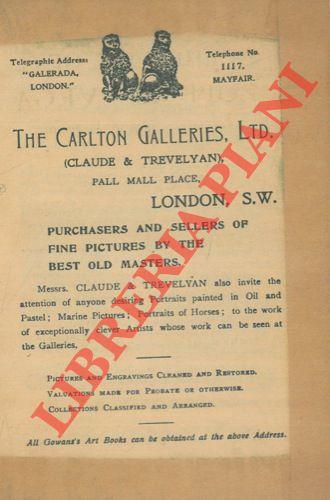 Telegraphic Address:
"GALERADA,
LONDON."
Telephone No.
1117,
MAYFAIR.
THE CARLTON GALLERIES, LTD.
(CLAUDE & TREVELYAN),
PALL MALL PLACE,
LONDON, S.W.
PURCHASERS AND SELLERS OF
FINE PICTURES BY THE
BEST OLD MASTERS.
Messrs. CLAUDE & TREVELYAN also invite the
attention of anyone desiring Portraits painted in Oil and
Pastel; Marine Pictures; Portraits of Horses; to the work
of exceptionally clever Artists whose work can be seen at
the Galleries.
PICTURES AND ENGRAVINGS CLEANED AND RESTORED.
VALUATIONS MADE FOR PROBATE OR OTHERWISE.
COLLECTIONS CLASSIFIED AND ARRANGED.
All Gowans's Art Books can be obtained at the above Address.
LIBRERIA PIANI